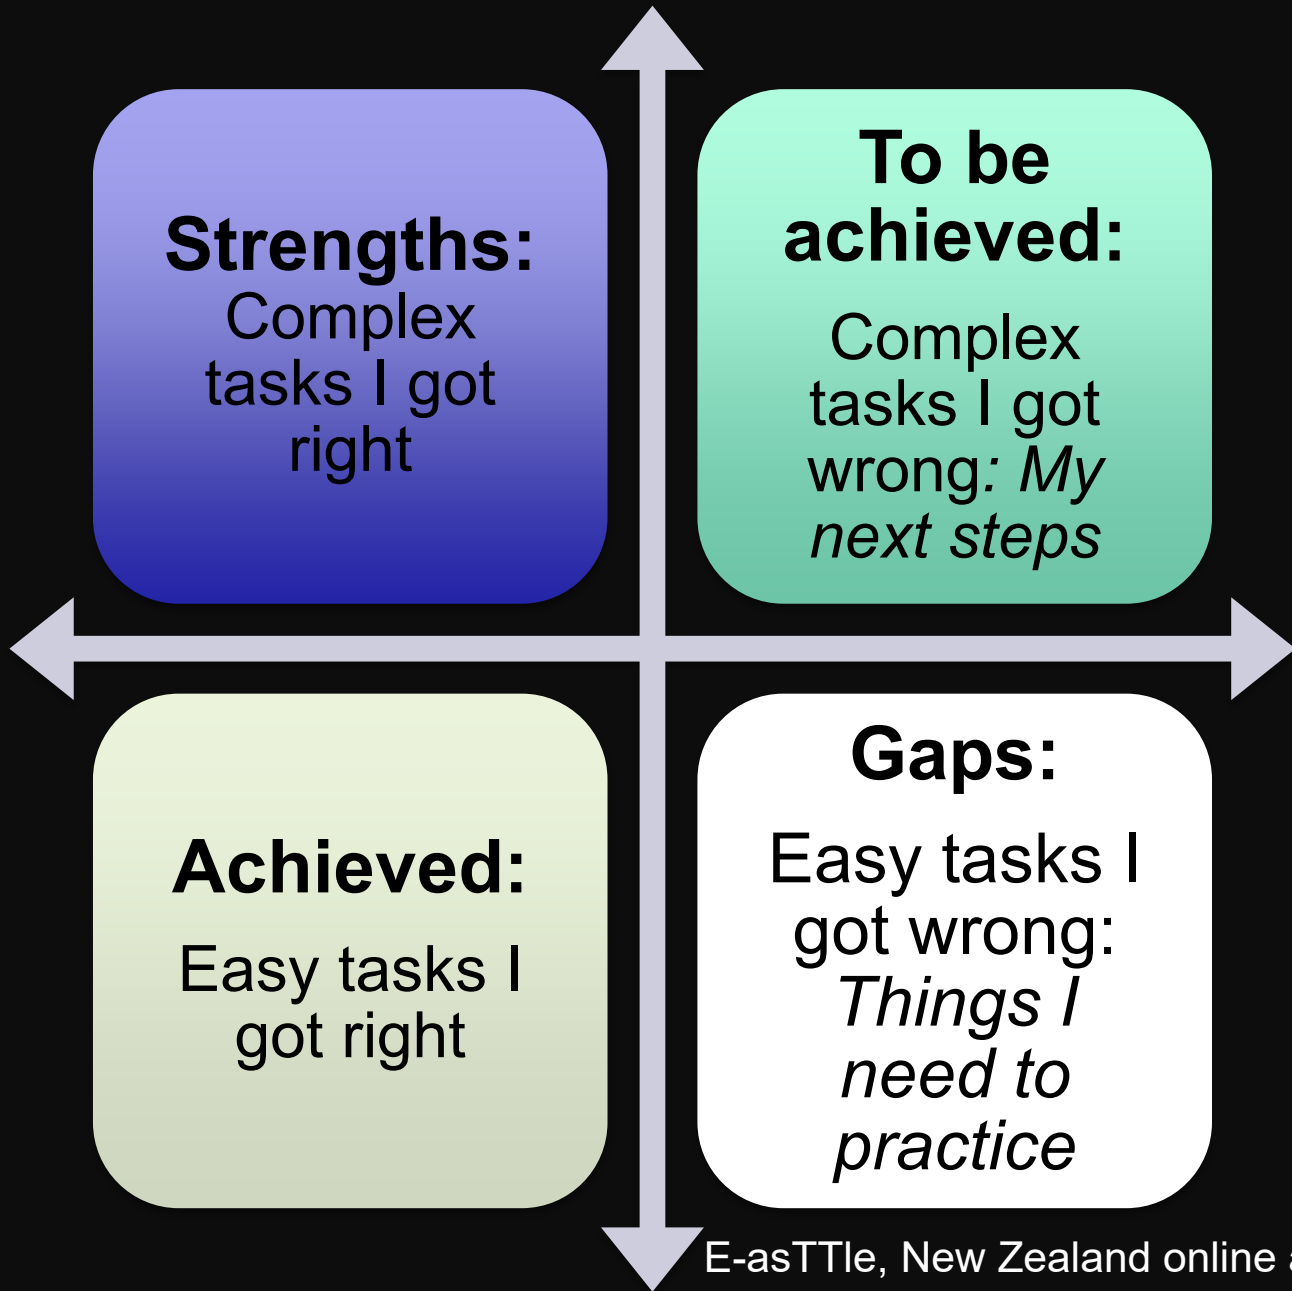 Strengths:
Complex
tasks I got
right
To be
achieved:
Complex
tasks I got
wrong: My
next steps
Achieved:
Easy tasks I
got right
Gaps:
Easy tasks I
got wrong:
Things I
need to
practice
E-asTTle, New Zealand online a